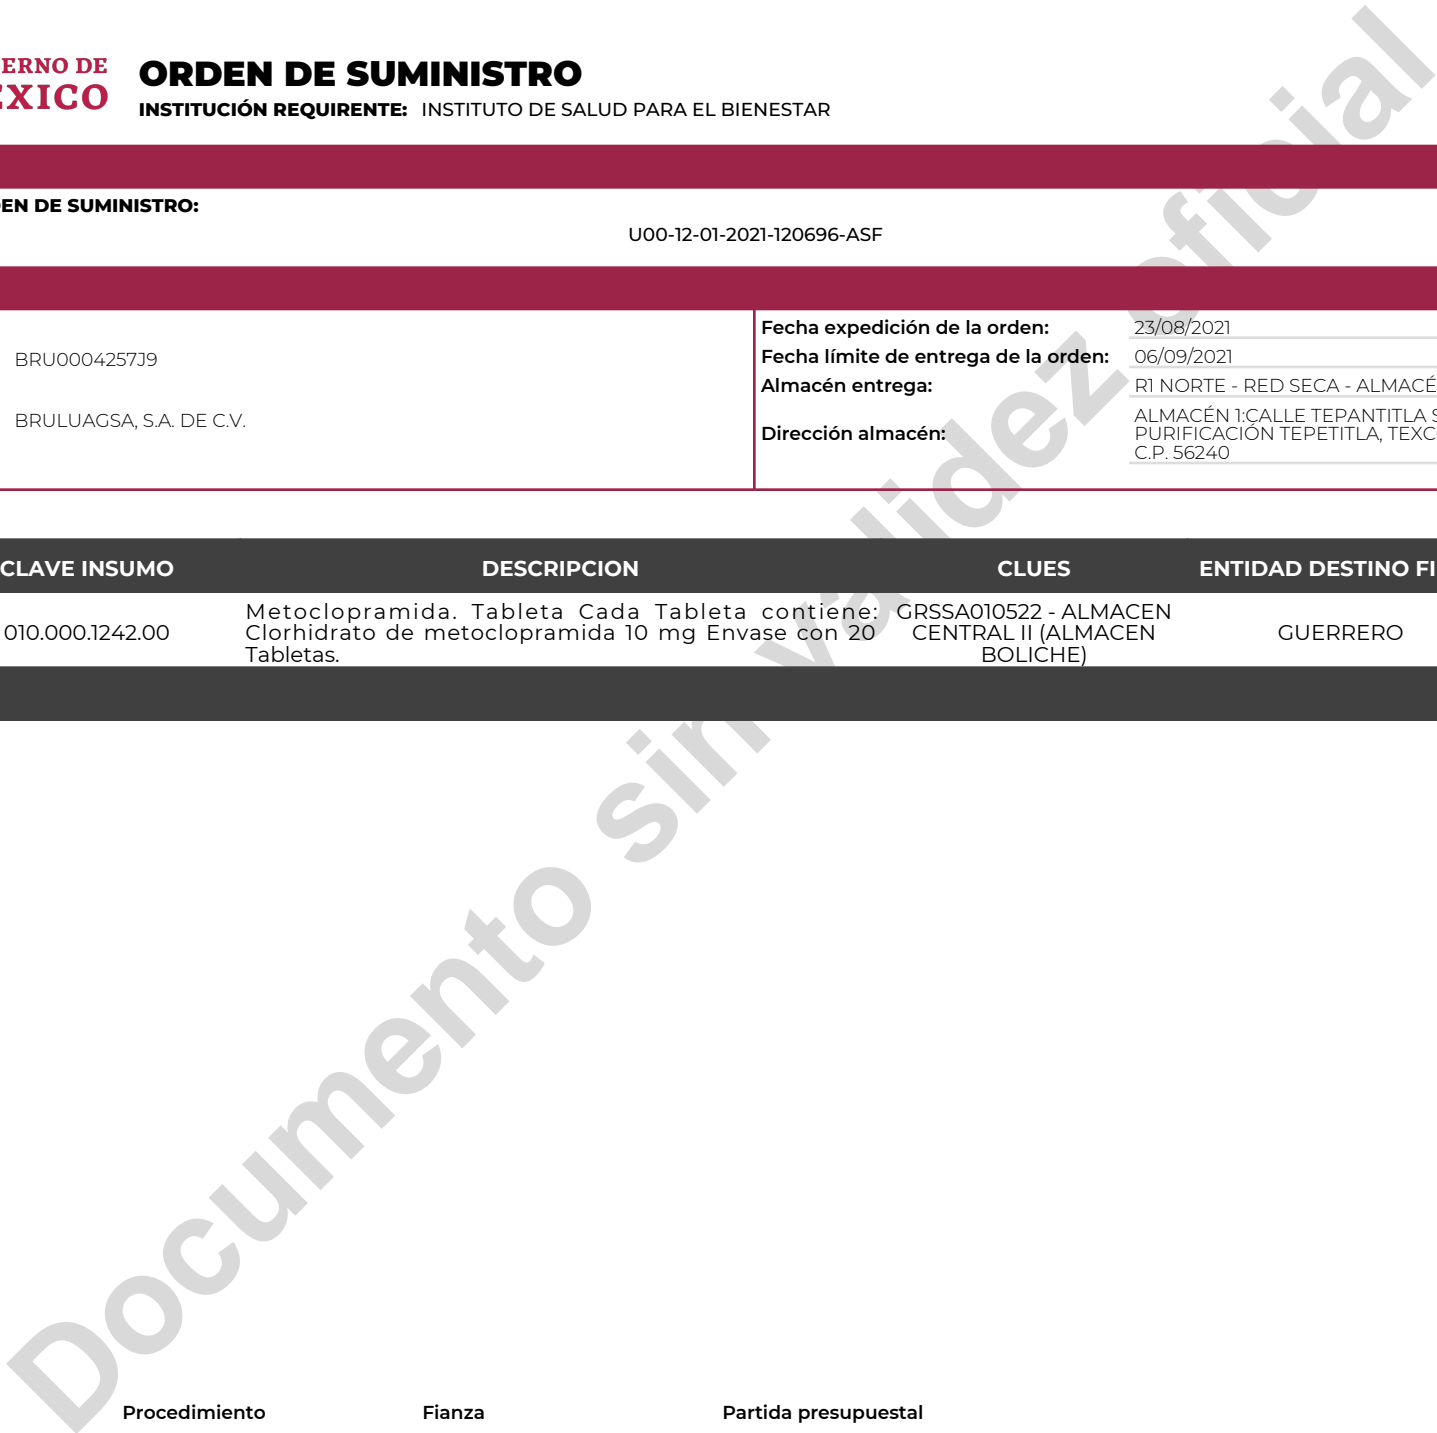 ERNO DE
ORDEN DE SUMINISTRO
INSTITUCIÓN REQUIRENTE: INSTITUTO DE SALUD PARA EL BIENESTAR
EN DE SUMINISTRO:
U00-12-01-2021-120696-ASF
Fecha expedición de la orden: 23/08/2021
BRU0004257J9
Fecha límite de entrega de la orden: 06/09/2021
Almacén entrega: R1 NORTE - RED SECA - ALMACÉ
BRULUAGSA, S.A. DE C.V.
Dirección almacén:
ALMACÉN 1:CALLE TEPANTITLA S
PURIFICACIÓN TEPETITLA, TEXC
C.P. 56240
CLAVE INSUMO DESCRIPCION CLUES ENTIDAD DESTINO FI
010.000.1242.00
Metoclopramida. Tableta Cada Tableta contiene:
Clorhidrato de metoclopramida 10 mg Envase con 20
Tabletas.
GRSSA010522 - ALMACEN
CENTRAL II (ALMACEN
BOLICHE)
GUERRERO
Documento sin validez oficial
Procedimiento Fianza Partida presupuestal